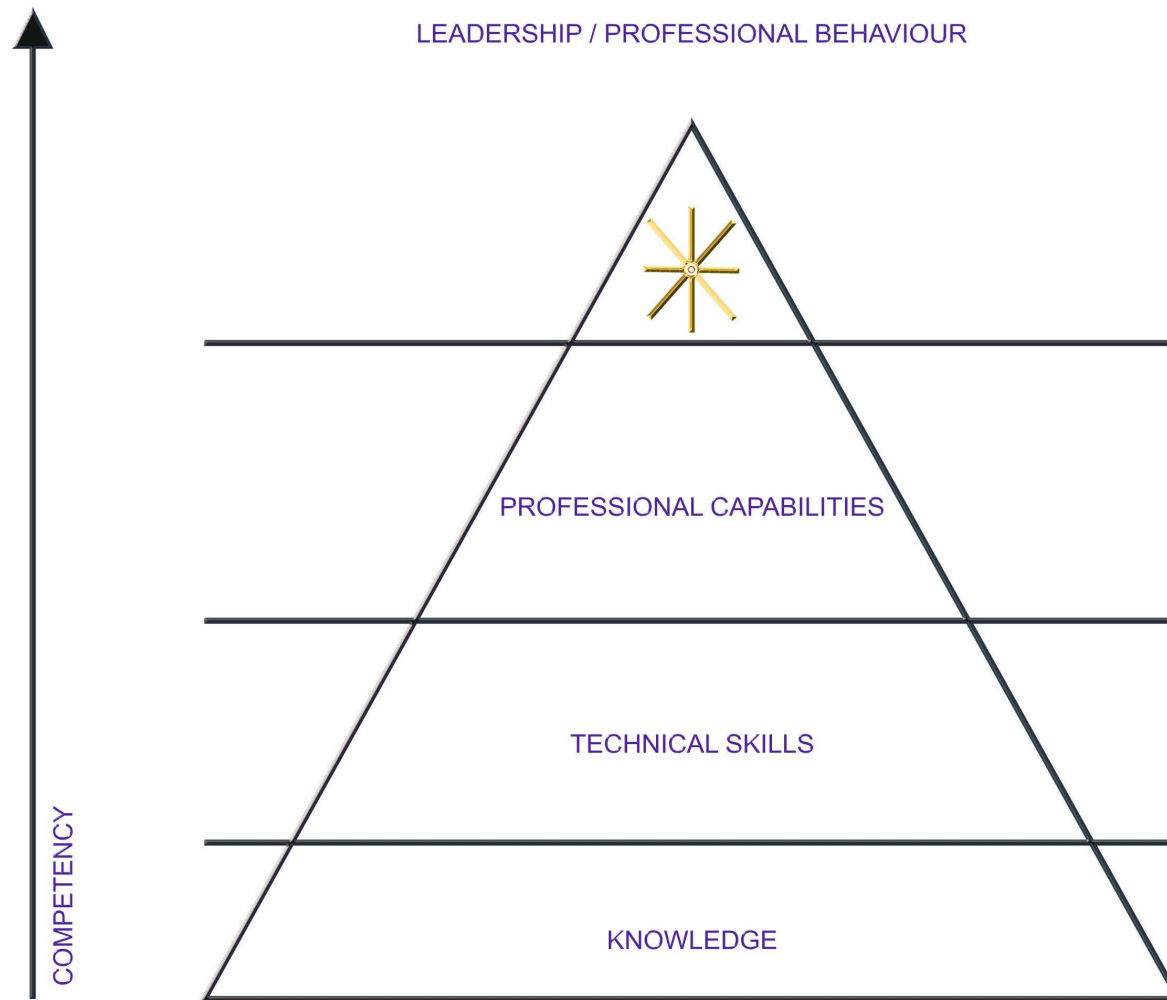 LEADERSHIP / PROFESSIONAL BEHAVIOUR
PROFESSIONAL CAPABILITIES
TECHNICAL SKILLS
KNOWLEDGE
COMPETENCY